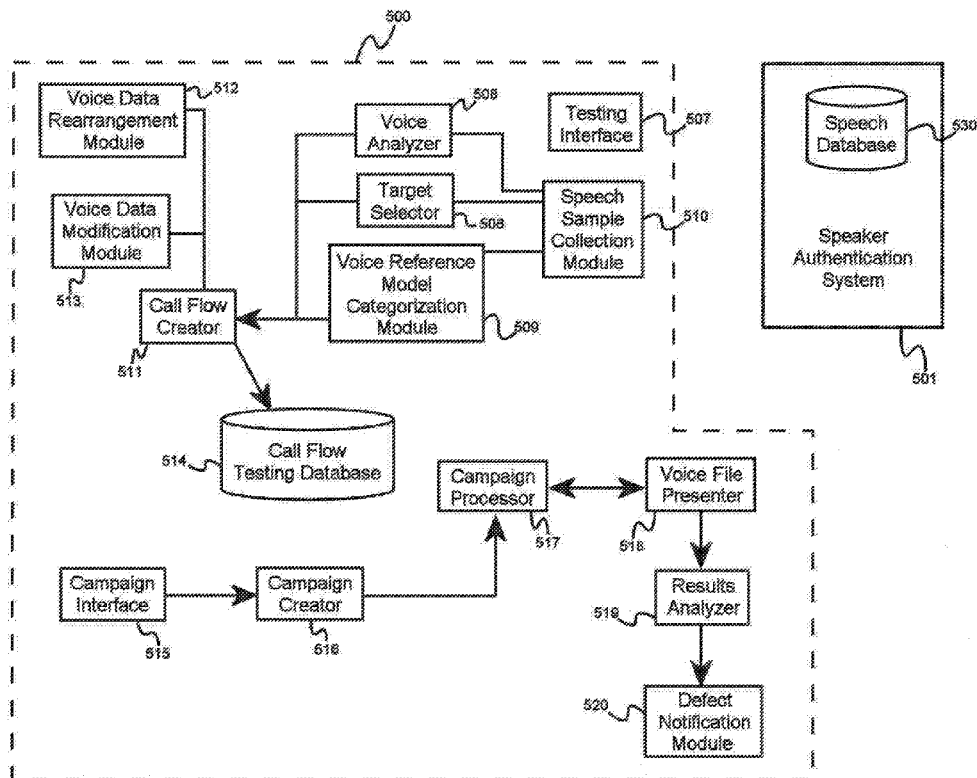 500
Voice Data
Rearrangement
Module
512
Voice
Analyzer
508
Testing
Interface
507
Speech
Database
530
Voice Data
Modification
Module
513
Target
Selector
508
Speech
Sample
Collection
Module
510
Speaker
Authentication
System
501
Voice Reference
Model
Categorization
Module
509
Call Flow
Creator
511
Call Flow
Testing Database
514
Campaign
Processor
517
Voice File
Presenter
518
Campaign
Interface
515
Campaign
Creator
516
Results
Analyzer
519
Defect
Notification
Module
520